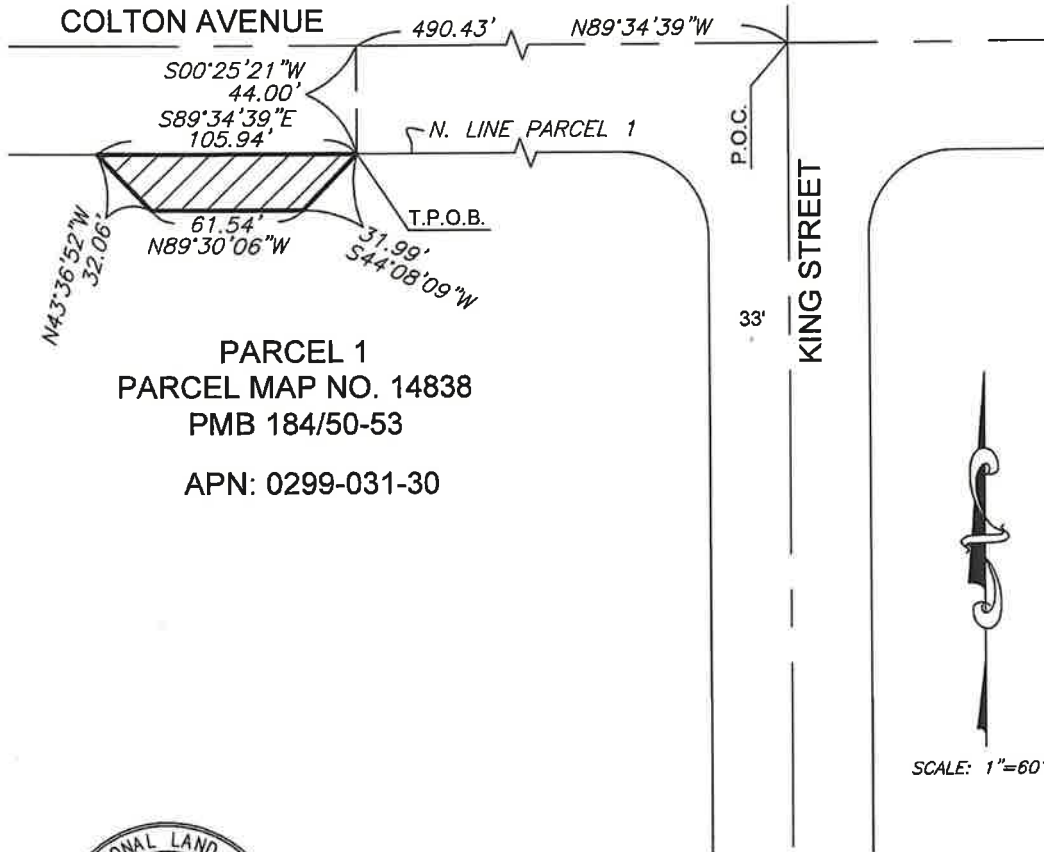 COLTON AVENUE
490.43'
N89°34'39"W
S00°25'21"W
44.00'
S89°34'39"E
105.94'
N. LINE PARCEL 1
P.O.C.
T.P.O.B.
61.54'
N89°30'06"W
31.99'
S44°08'09"W
N43°36'52"W
32.06'
KING STREET
33'
PARCEL 1
PARCEL MAP NO. 14838
PMB 184/50-53
APN: 0299-031-30
SCALE: 1"=60'
ONAL LAND